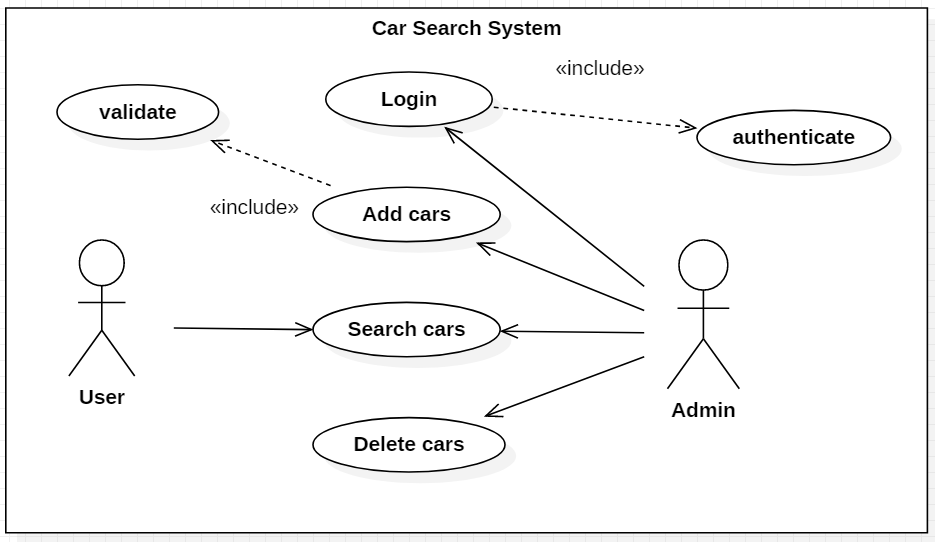 Car Search System
«include»
validate
Login
authenticate
«include»
Add cars
Search cars
User
Admin
Delete cars